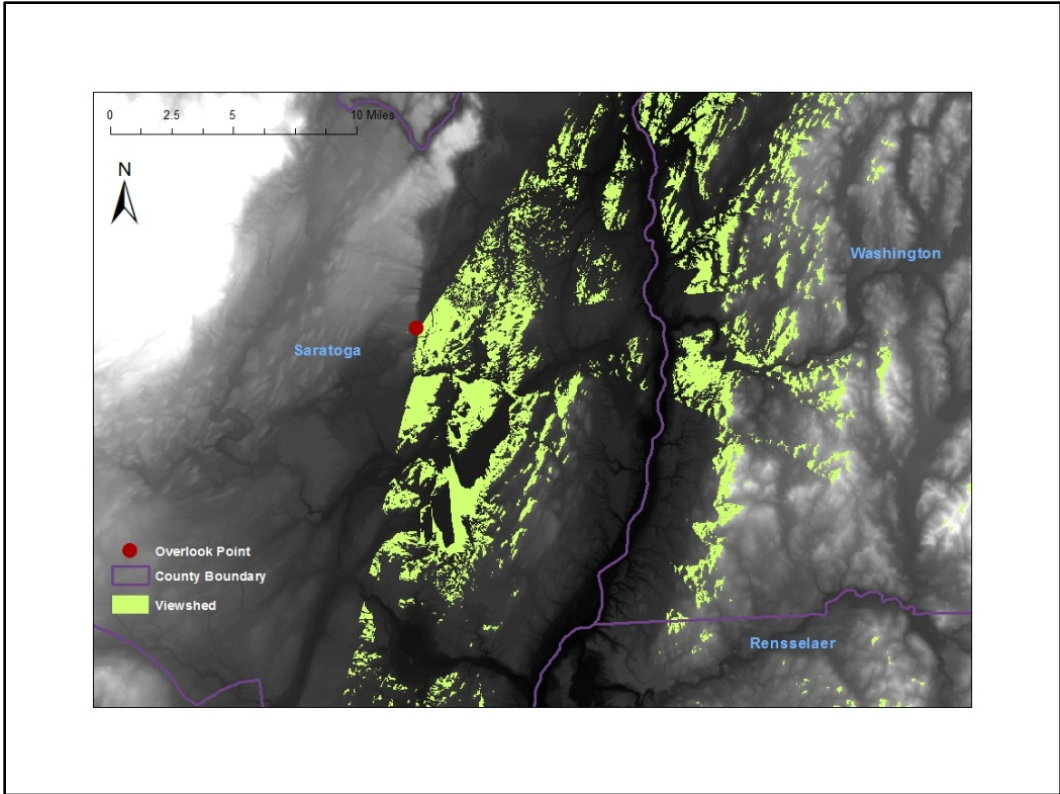 0 2.5 5 10 Miles
N
Washington
Saratoga
Overlook Point
County Boundary
Viewshed
Rensselaer